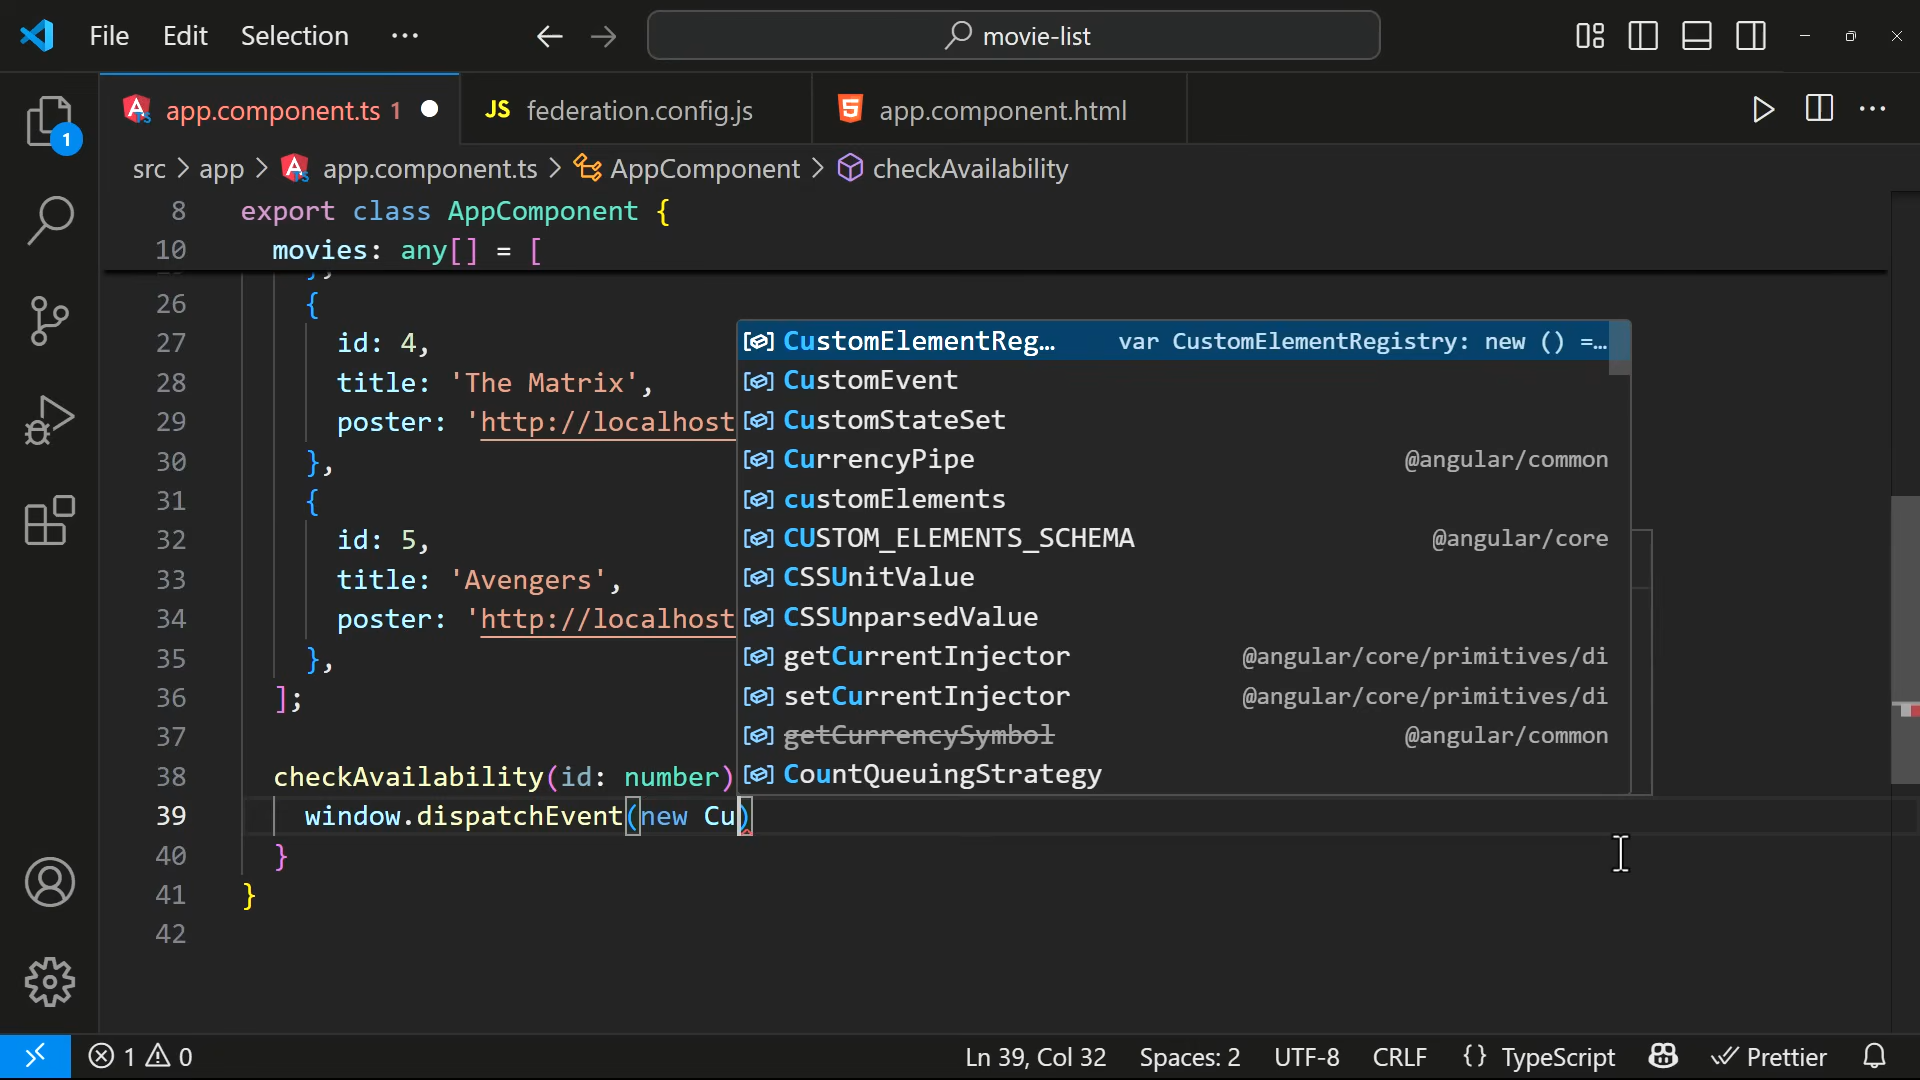 File Edit Selection ··· movie-list
app.component.ts 1 JS federation.config.js app.component.html
src > app > app.component.ts > AppComponent > checkAvailability
8 export class AppComponent {
10 movies: any[] = [
26 {
27 id: 4,
28 title: 'The Matrix',
29 poster: 'http://localhost
30 },
31 {
32 id: 5,
33 title: 'Avengers',
34 poster: 'http://localhost
35 },
36 ];
37
38 checkAvailability(id: number)
39 window.dispatchEvent(new Cu)
40 }
41 }
42
CustomElementReg… var CustomElementRegistry: new () =…
CustomEvent
CustomStateSet
CurrencyPipe @angular/common
customElements
CUSTOM_ELEMENTS_SCHEMA @angular/core
CSSUnitValue
CSSUnparsedValue
getCurrentInjector @angular/core/primitives/di
setCurrentInjector @angular/core/primitives/di
getCurrencySymbol @angular/common
CountQueuingStrategy
1
1 0 Ln 39, Col 32 Spaces: 2 UTF-8 CRLF {} TypeScript Prettier